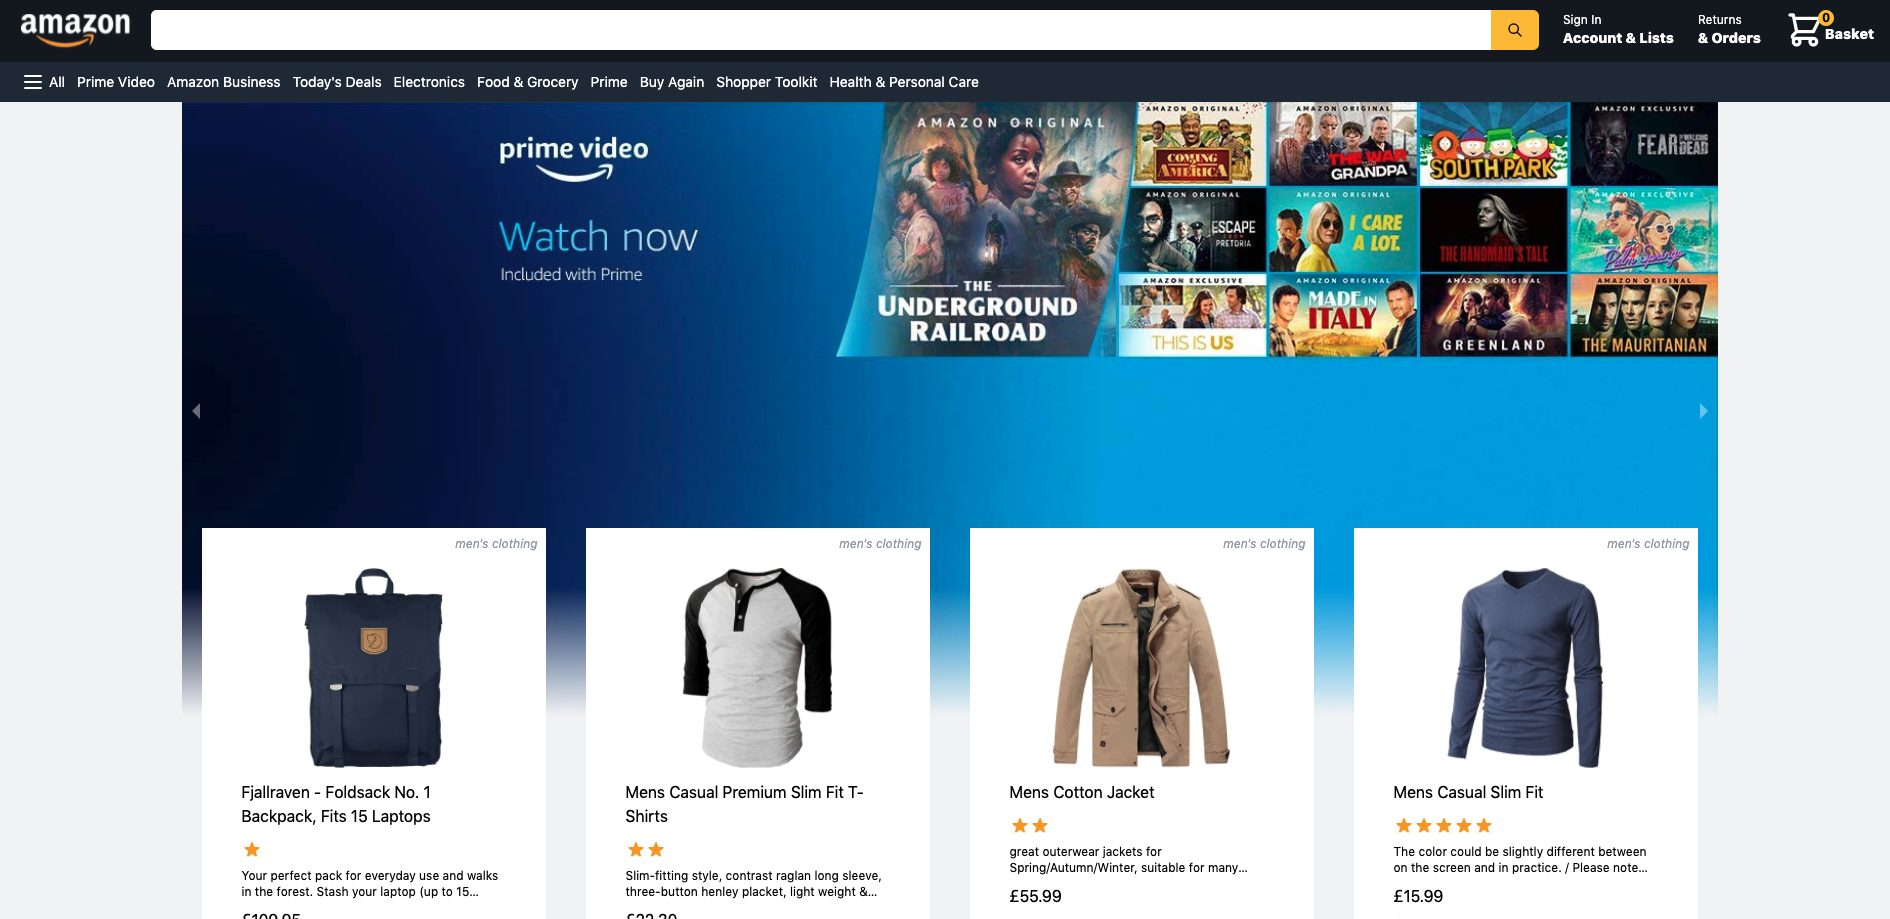 amazon
Sign In
Account & Lists
Returns
& Orders
0
Basket
All Prime Video Amazon Business Today's Deals Electronics Food & Grocery Prime Buy Again Shopper Toolkit Health & Personal Care
prime video
Watch now
Included with Prime
AMAZON ORIGINAL
THE
UNDERGROUND
RAILROAD
AMAZON ORIGINAL
COMING
AMERICA
AMAZON ORIGINAL
THE WAR
GRANDPA
SOUTH PARK
AMAZON EXCLUSIVE
FEAR THE WALKING
DEAD
AMAZON ORIGINAL
ESCAPE
FROM
PRETORIA
AMAZON ORIGINAL
I CARE
A LOT.
THE HANDMAID'S TALE
AMAZON EXCLUSIVE
Palm Springs
AMAZON EXCLUSIVE
THIS IS US
AMAZON ORIGINAL
MADE IN
ITALY
AMAZON ORIGINAL
GREENLAND
AMAZON ORIGINAL
THE MAURITANIAN
men's clothing
Fjallraven - Foldsack No. 1
Backpack, Fits 15 Laptops
Your perfect pack for everyday use and walks
in the forest. Stash your laptop (up to 15...
£109.95
men's clothing
Mens Casual Premium Slim Fit T-
Shirts
Slim-fitting style, contrast raglan long sleeve,
three-button henley placket, light weight &...
£22.30
men's clothing
Mens Cotton Jacket
great outerwear jackets for
Spring/Autumn/Winter, suitable for many...
£55.99
men's clothing
Mens Casual Slim Fit
The color could be slightly different between
on the screen and in practice. / Please note...
£15.99